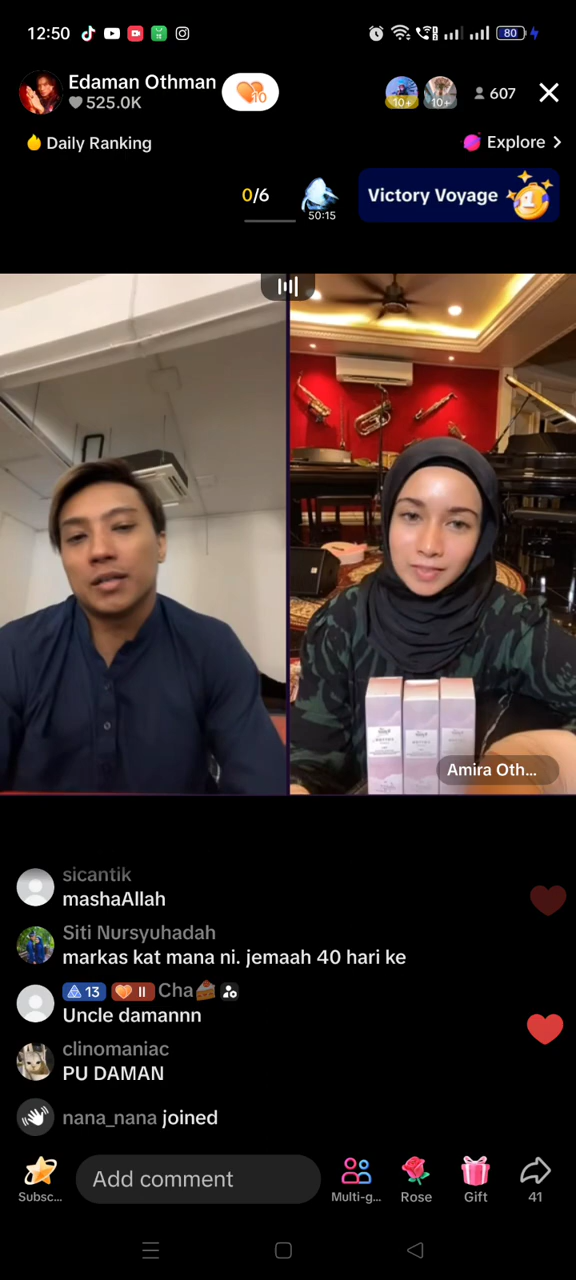 12:50
80
Edaman Othman
525.0K
10
10+
10+
607
Daily Ranking
Explore >
0/6
50:15
Victory Voyage
1
Amira Oth...
sicantik
mashaAllah
Siti Nursyuhadah
markas kat mana ni. jemaah 40 hari ke
13
II
Cha
Uncle damannn
clinomaniac
PU DAMAN
nana_nana joined
Subsc...
Add comment
Multi-g...
Rose
Gift
41